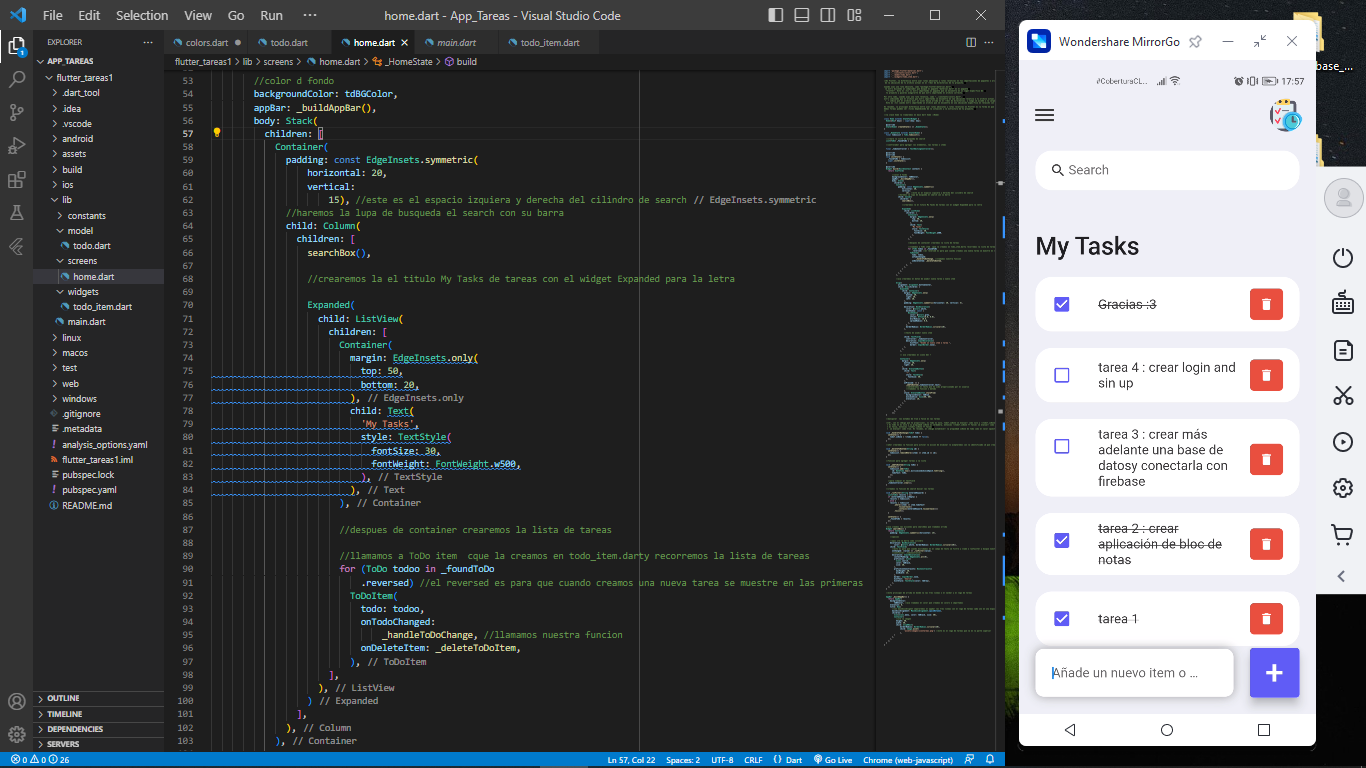 File Edit Selection View Go Run ··· home.dart - App_Tareas - Visual Studio Code
EXPLORER ···
APP_TAREAS
flutter_tareas1
.dart_tool
.idea
.vscode
android
assets
build
ios
lib
constants
model
todo.dart
screens
home.dart
widgets
todo_item.dart
main.dart
linux
macos
test
web
windows
.gitignore
.metadata
analysis_options.yaml
flutter_tareas1.iml
pubspec.lock
pubspec.yaml
README.md
OUTLINE
TIMELINE
DEPENDENCIES
SERVERS
1
colors.dart todo.dart home.dart main.dart todo_item.dart ···
flutter_tareas1 > lib > screens > home.dart > _HomeState > build
53 //color d fondo
54 backgroundColor: tdBGColor,
55 appBar: _buildAppBar(),
56 body: Stack(
57 children: [
58 Container(
59 padding: const EdgeInsets.symmetric(
60 horizontal: 20,
61 vertical:
62 15), //este es el espacio izquiera y derecha del cilindro de search // EdgeInsets.symmetric
63 //haremos la lupa de busqueda el search con su barra
64 child: Column(
65 children: [
66 searchBox(),
67
68 //crearemos la el titulo My Tasks de tareas con el widget Expanded para la letra
69
70 Expanded(
71 child: ListView(
72 children: [
73 Container(
74 margin: EdgeInsets.only(
75 top: 50,
76 bottom: 20,
77 ), // EdgeInsets.only
78 child: Text(
79 'My Tasks',
80 style: TextStyle(
81 fontSize: 30,
82 fontWeight: FontWeight.w500,
83 ), // TextStyle
84 ), // Text
85 ), // Container
86
87 //despues de container crearemos la lista de tareas
88
89 //llamamos a ToDo item cque la creamos en todo_item.darty recorremos la lista de tareas
90 for (ToDo todoo in _foundToDo
91 .reversed) //el reversed es para que cuando creamos una nueva tarea se muestre en las primeras
92 ToDoItem(
93 todo: todoo,
94 onTodoChanged:
95 _handleToDoChange, //llamamos nuestra funcion
96 onDeleteItem: _deleteToDoItem,
97 ), // ToDoItem
98 ],
99 ), // ListView
100 ) // Expanded
101 ],
102 ), // Column
103 ), // Container
0 0 26 Ln 57, Col 22 Spaces: 2 UTF-8 CRLF {} Dart Go Live Chrome (web-javascript)
base_...
Wondershare MirrorGo
#CoberturaCL... 17:57
Search
My Tasks
Gracias :3
tarea 4 : crear login and
sin up
tarea 3 : crear más
adelante una base de
datosy conectarla con
firebase
tarea 2 : crear
aplicación de bloc de
notas
tarea 1
Añade un nuevo item o ...
+